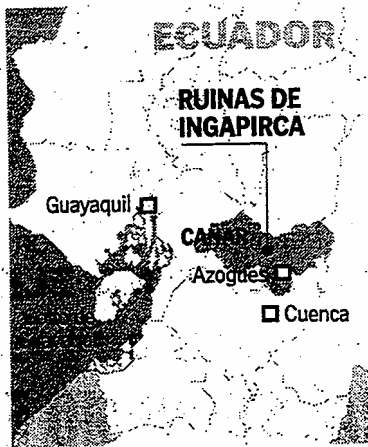 ECUADOR
RUINAS DE
INGAPIRCA
Guayaquil
CAÑAR
Azogues
Cuenca